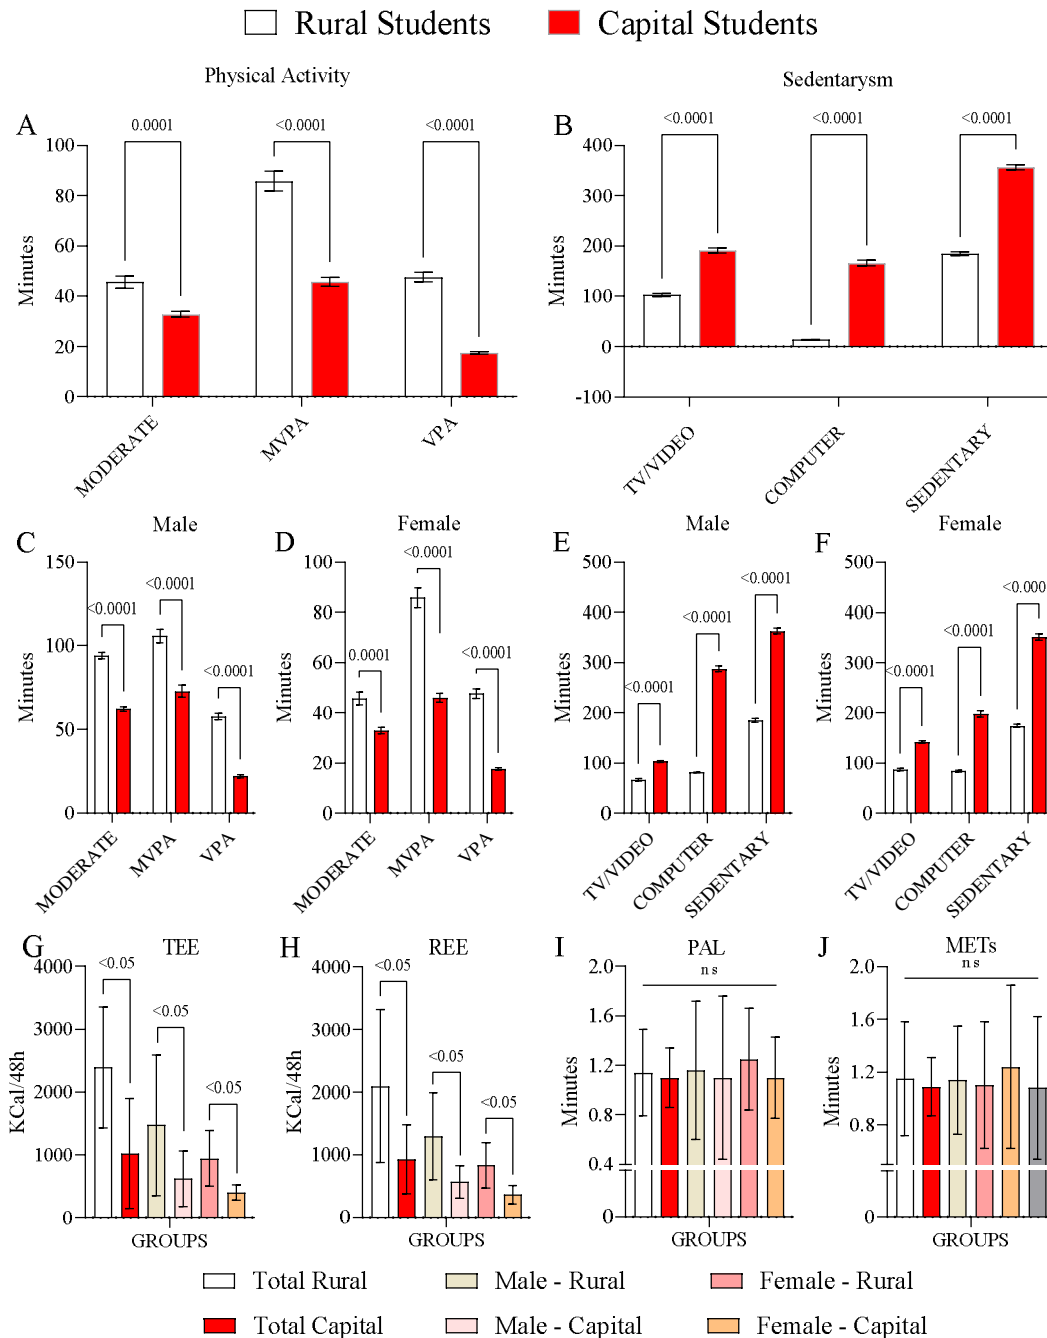 Rural Students Capital Students
Physical Activity Sedentarysm
A 0.0001 <0.0001 <0.0001
100
80
60
40
20
0
Minutes
MODERATE MVPA VPA
B <0.0001 <0.0001 <0.0001
400
300
200
100
0
-100
Minutes
TV/VIDEO COMPUTER SEDENTARY
C Male
150
100
50
0
Minutes
<0.0001 <0.0001 <0.0001
MODERATE MVPA VPA
D Female
100
80
60
40
20
0
Minutes
0.0001 <0.0001 <0.0001
MODERATE MVPA VPA
E Male
500
400
300
200
100
0
Minutes
<0.0001 <0.0001 <0.0001
TV/VIDEO COMPUTER SEDENTARY
F Female
500
400
300
200
100
0
Minutes
<0.0001 <0.0001 <0.000
TV/VIDEO COMPUTER SEDENTARY
G TEE
4000
3000
2000
1000
0
KCal/48h
<0.05 <0.05 <0.05
GROUPS
H REE
4000
3000
2000
1000
0
KCal/48h
<0.05 <0.05 <0.05
GROUPS
I PAL
ns
2.0
1.6
1.2
0.8
0.4
0
Minutes
GROUPS
J METs
ns
2.0
1.6
1.2
0.8
0
Minutes
GROUPS
Total Rural Male - Rural Female - Rural
Total Capital Male - Capital Female - Capital